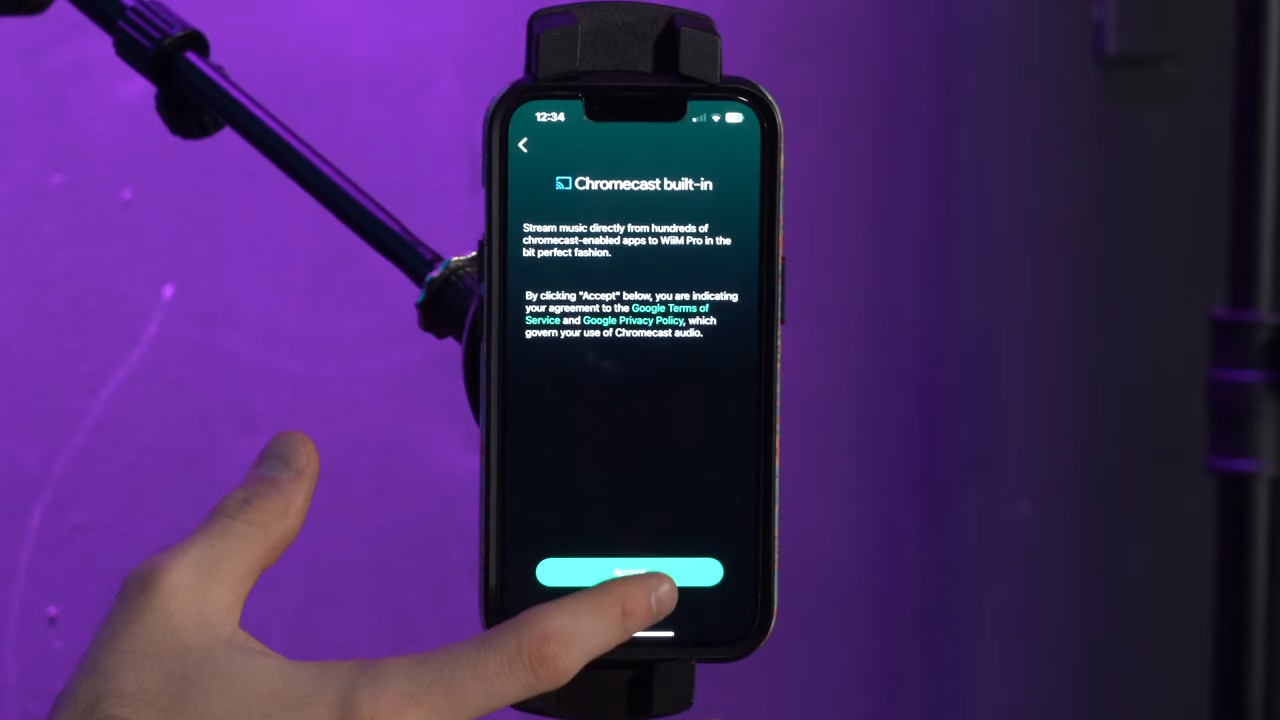 12:34
Chromecast built-in
Stream music directly from hundreds of
chromecast-enabled apps to WiiM Pro in the
bit perfect fashion.
By clicking "Accept" below, you are indicating
your agreement to the Google Terms of
Service and Google Privacy Policy, which
govern your use of Chromecast audio.